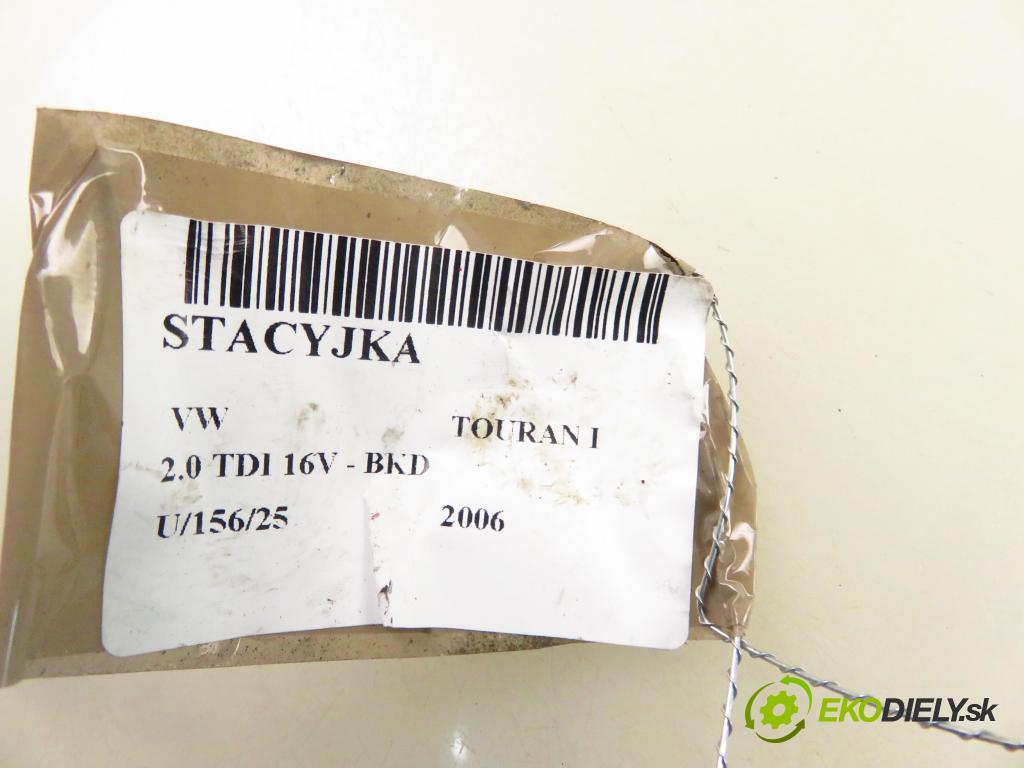 STACYJKA
VW TOURAN I
2.0 TDI 16V - BKD
U/156/25 2006
EKODIELY.sk